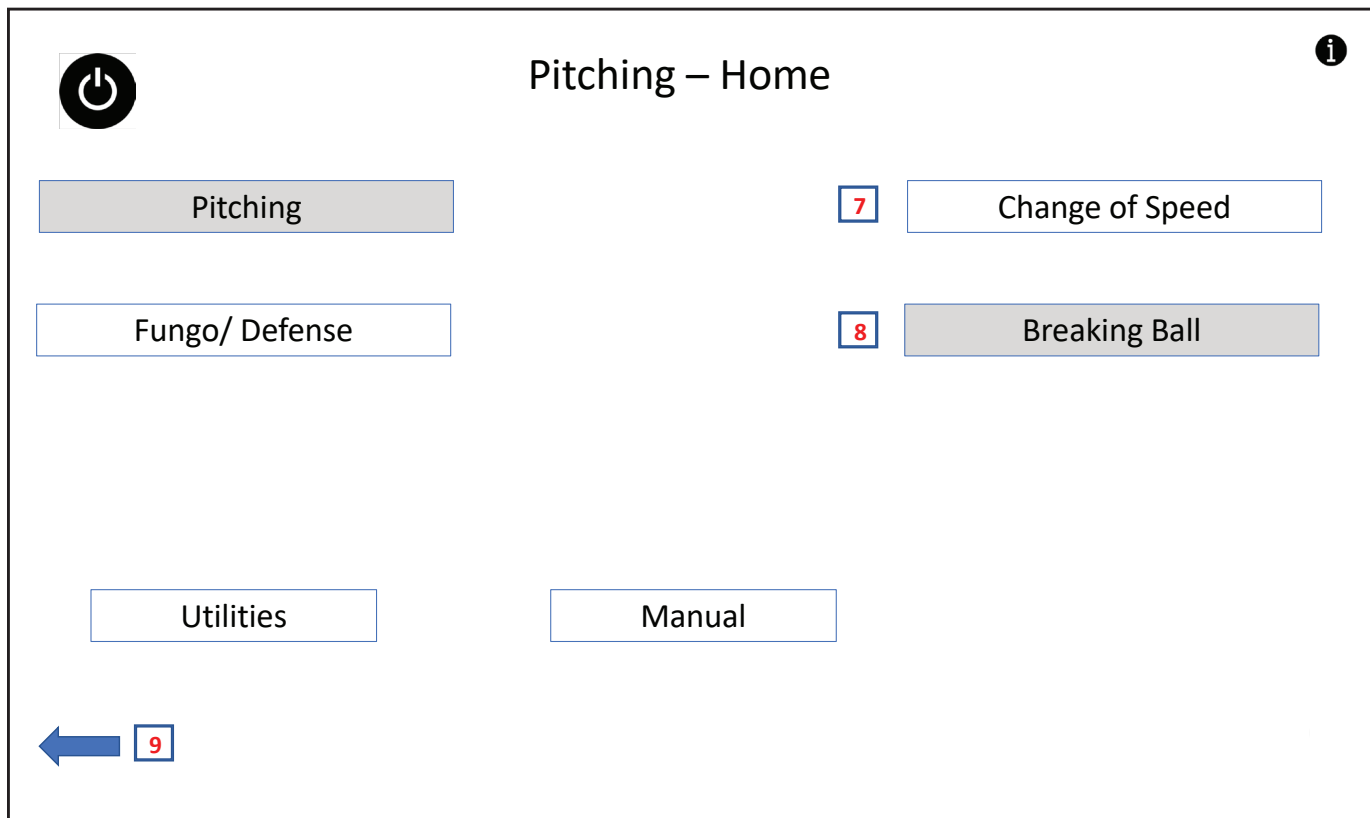 Pitching – Home
Pitching
7
Change of Speed
Fungo/ Defense
8
Breaking Ball
Utilities
Manual
9